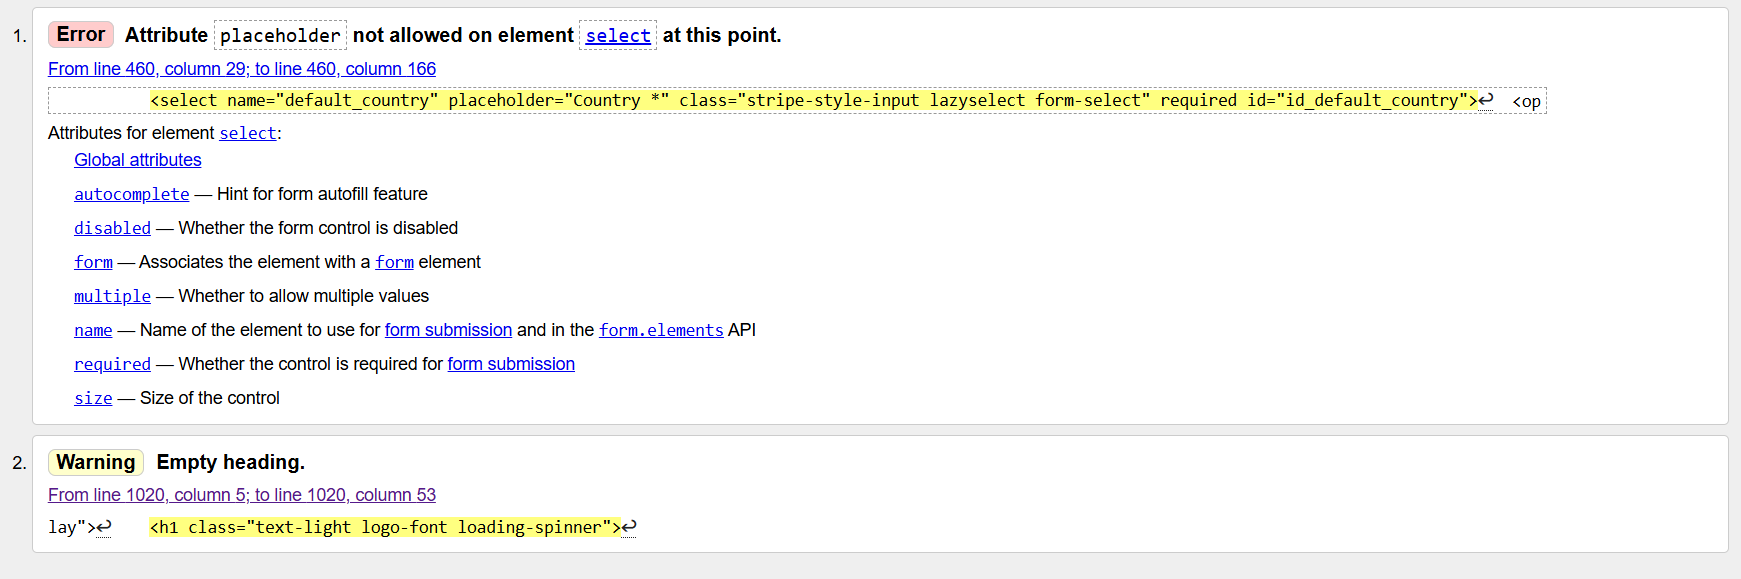 1. Error Attribute placeholder not allowed on element select at this point.
From line 460, column 29; to line 460, column 166
<select name="default_country" placeholder="Country *" class="stripe-style-input lazyselect form-select" required id="id_default_country">↩ <op
Attributes for element select:
Global attributes
autocomplete — Hint for form autofill feature
disabled — Whether the form control is disabled
form — Associates the element with a form element
multiple — Whether to allow multiple values
name — Name of the element to use for form submission and in the form.elements API
required — Whether the control is required for form submission
size — Size of the control
2. Warning Empty heading.
From line 1020, column 5; to line 1020, column 53
lay">↩ <h1 class="text-light logo-font loading-spinner">↩